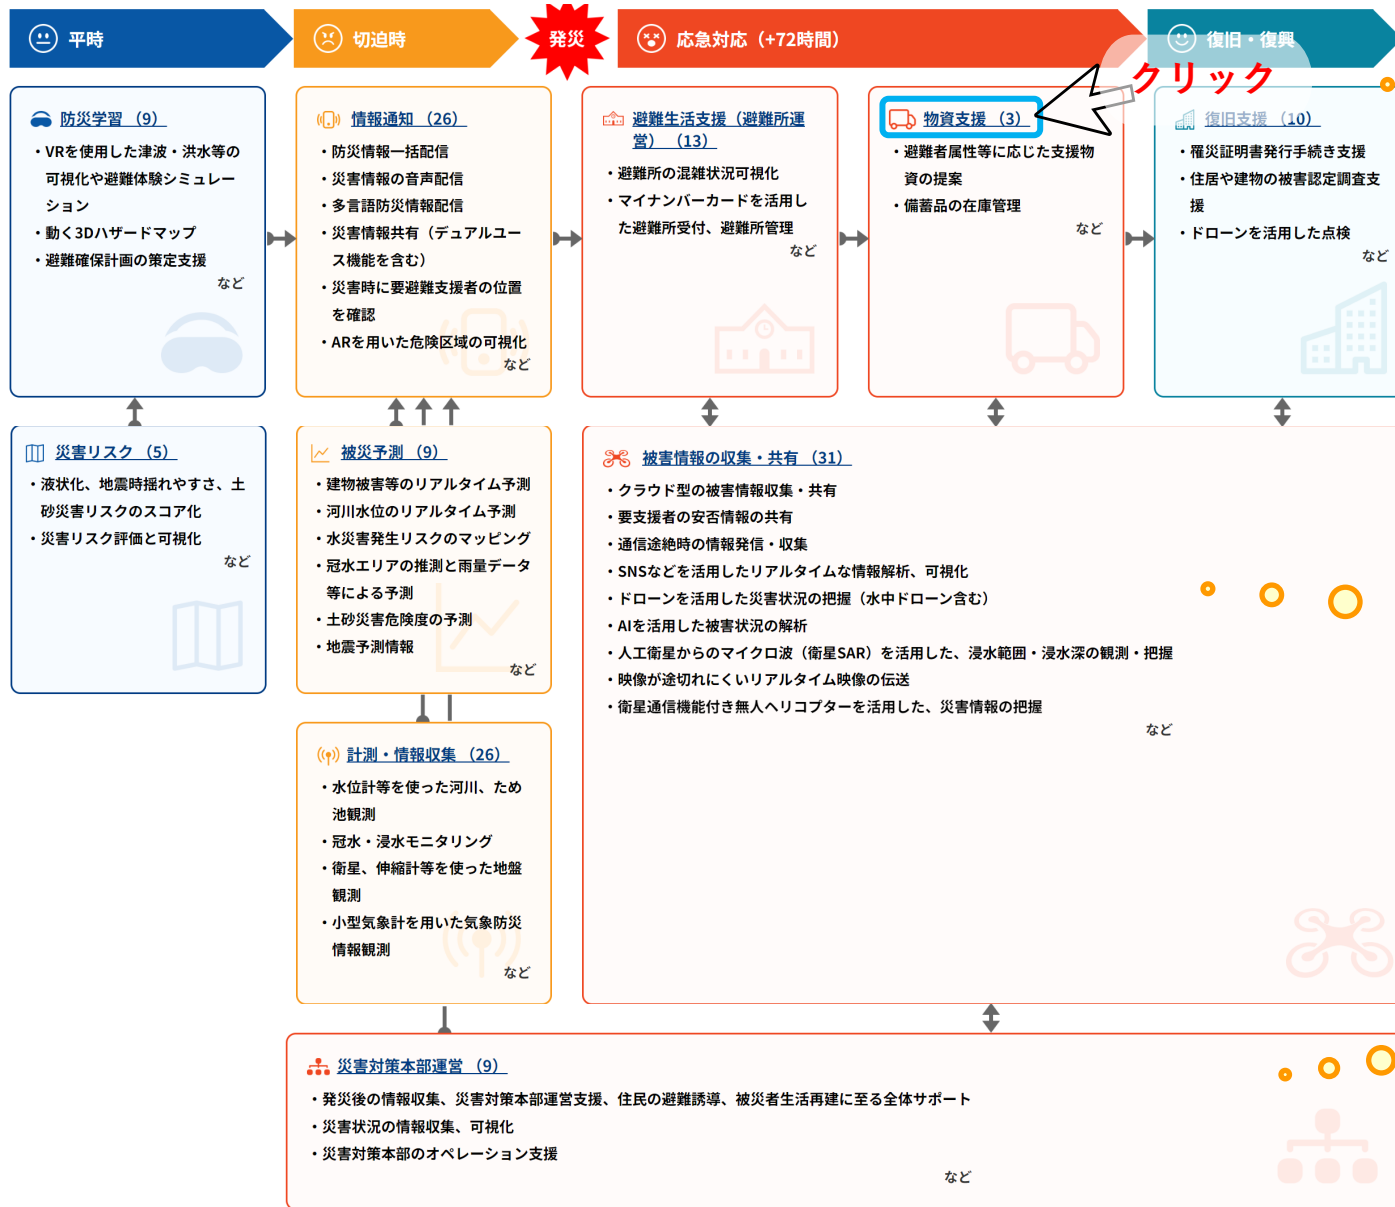 平時
切迫時
発災
応急対応（+72時間）
復旧・復興
クリック
防災学習 （9）
・VRを使用した津波・洪水等の
可視化や避難体験シミュレー
ション
・動く3Dハザードマップ
・避難確保計画の策定支援
など
情報通知 （26）
・防災情報一括配信
・災害情報の音声配信
・多言語防災情報配信
・災害情報共有（デュアルユー
ス機能を含む）
・災害時に要避難支援者の位置
を確認
・ARを用いた危険区域の可視化
など
避難生活支援（避難所運
営） （13）
・避難所の混雑状況可視化
・マイナンバーカードを活用し
た避難所受付、避難所管理
など
物資支援 （3）
・避難者属性等に応じた支援物
資の提案
・備蓄品の在庫管理
など
復旧支援 （10）
・罹災証明書発行手続き支援
・住居や建物の被害認定調査支
援
・ドローンを活用した点検
など
災害リスク （5）
・液状化、地震時揺れやすさ、土
砂災害リスクのスコア化
・災害リスク評価と可視化
など
被災予測 （9）
・建物被害等のリアルタイム予測
・河川水位のリアルタイム予測
・水災害発生リスクのマッピング
・冠水エリアの推測と雨量データ
等による予測
・土砂災害危険度の予測
・地震予測情報
など
被害情報の収集・共有 （31）
・クラウド型の被害情報収集・共有
・要支援者の安否情報の共有
・通信途絶時の情報発信・収集
・SNSなどを活用したリアルタイムな情報解析、可視化
・ドローンを活用した災害状況の把握（水中ドローン含む）
・AIを活用した被害状況の解析
・人工衛星からのマイクロ波（衛星SAR）を活用した、浸水範囲・浸水深の観測・把握
・映像が途切れにくいリアルタイム映像の伝送
・衛星通信機能付き無人ヘリコプターを活用した、災害情報の把握
など
計測・情報収集 （26）
・水位計等を使った河川、ため
池観測
・冠水・浸水モニタリング
・衛星、伸縮計等を使った地盤
観測
・小型気象計を用いた気象防災
情報観測
など
災害対策本部運営 （9）
・発災後の情報収集、災害対策本部運営支援、住民の避難誘導、被災者生活再建に至る全体サポート
・災害状況の情報収集、可視化
・災害対策本部のオペレーション支援
など